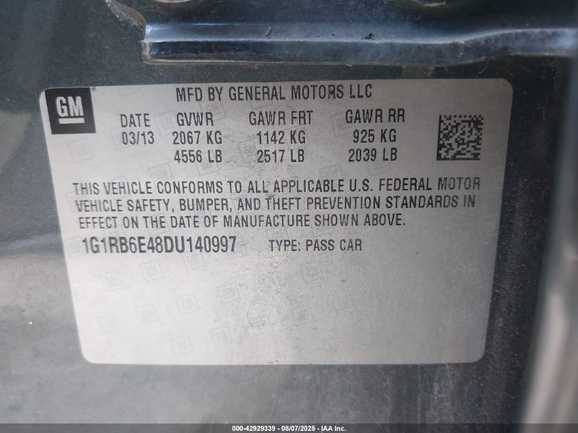 MFD BY GENERAL MOTORS LLC
GM
DATE GVWR GAWR FRT GAWR RR
03/13 2067 KG 1142 KG 925 KG
4556 LB 2517 LB 2039 LB
THIS VEHICLE CONFORMS TO ALL APPLICABLE U.S. FEDERAL MOTOR
VEHICLE SAFETY, BUMPER, AND THEFT PREVENTION STANDARDS IN
EFFECT ON THE DATE OF MANUFACTURE SHOWN ABOVE.
1G1RB6E48DU140997 TYPE: PASS CAR
000-42929339 - 08/07/2025 - IAA Inc.